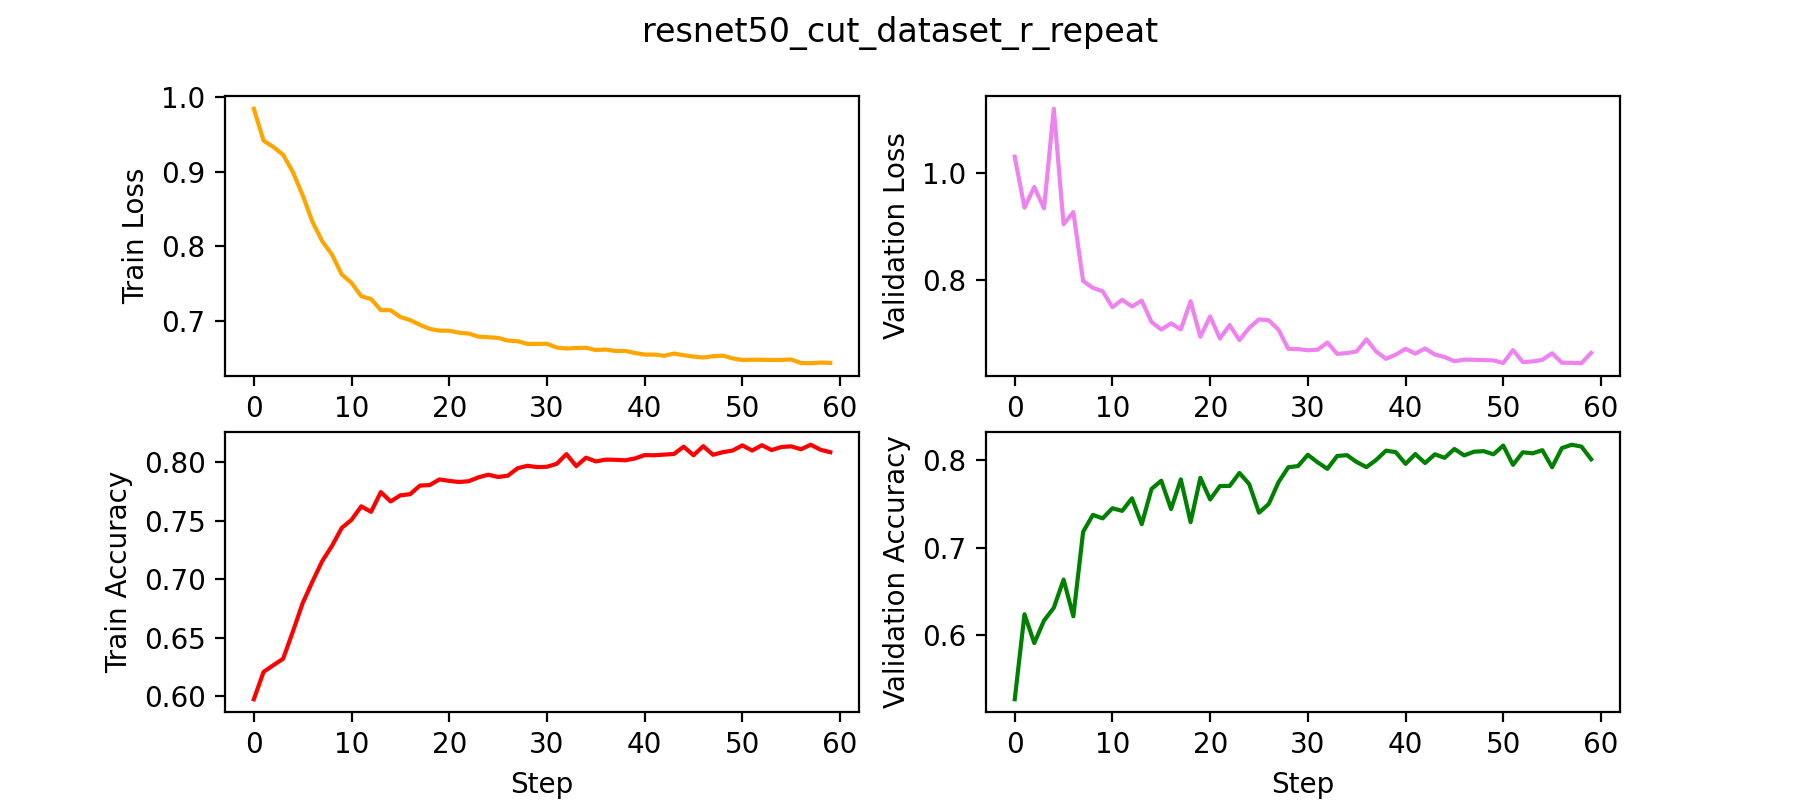 resnet50_cut_dataset_r_repeat
Train Loss
1.0
0.9
0.8
0.7
0 10 20 30 40 50 60
Validation Loss
1.0
0.8
0 10 20 30 40 50 60
Train Accuracy
0.80
0.75
0.70
0.65
0.60
0 10 20 30 40 50 60
Step
Validation Accuracy
0.8
0.7
0.6
0 10 20 30 40 50 60
Step